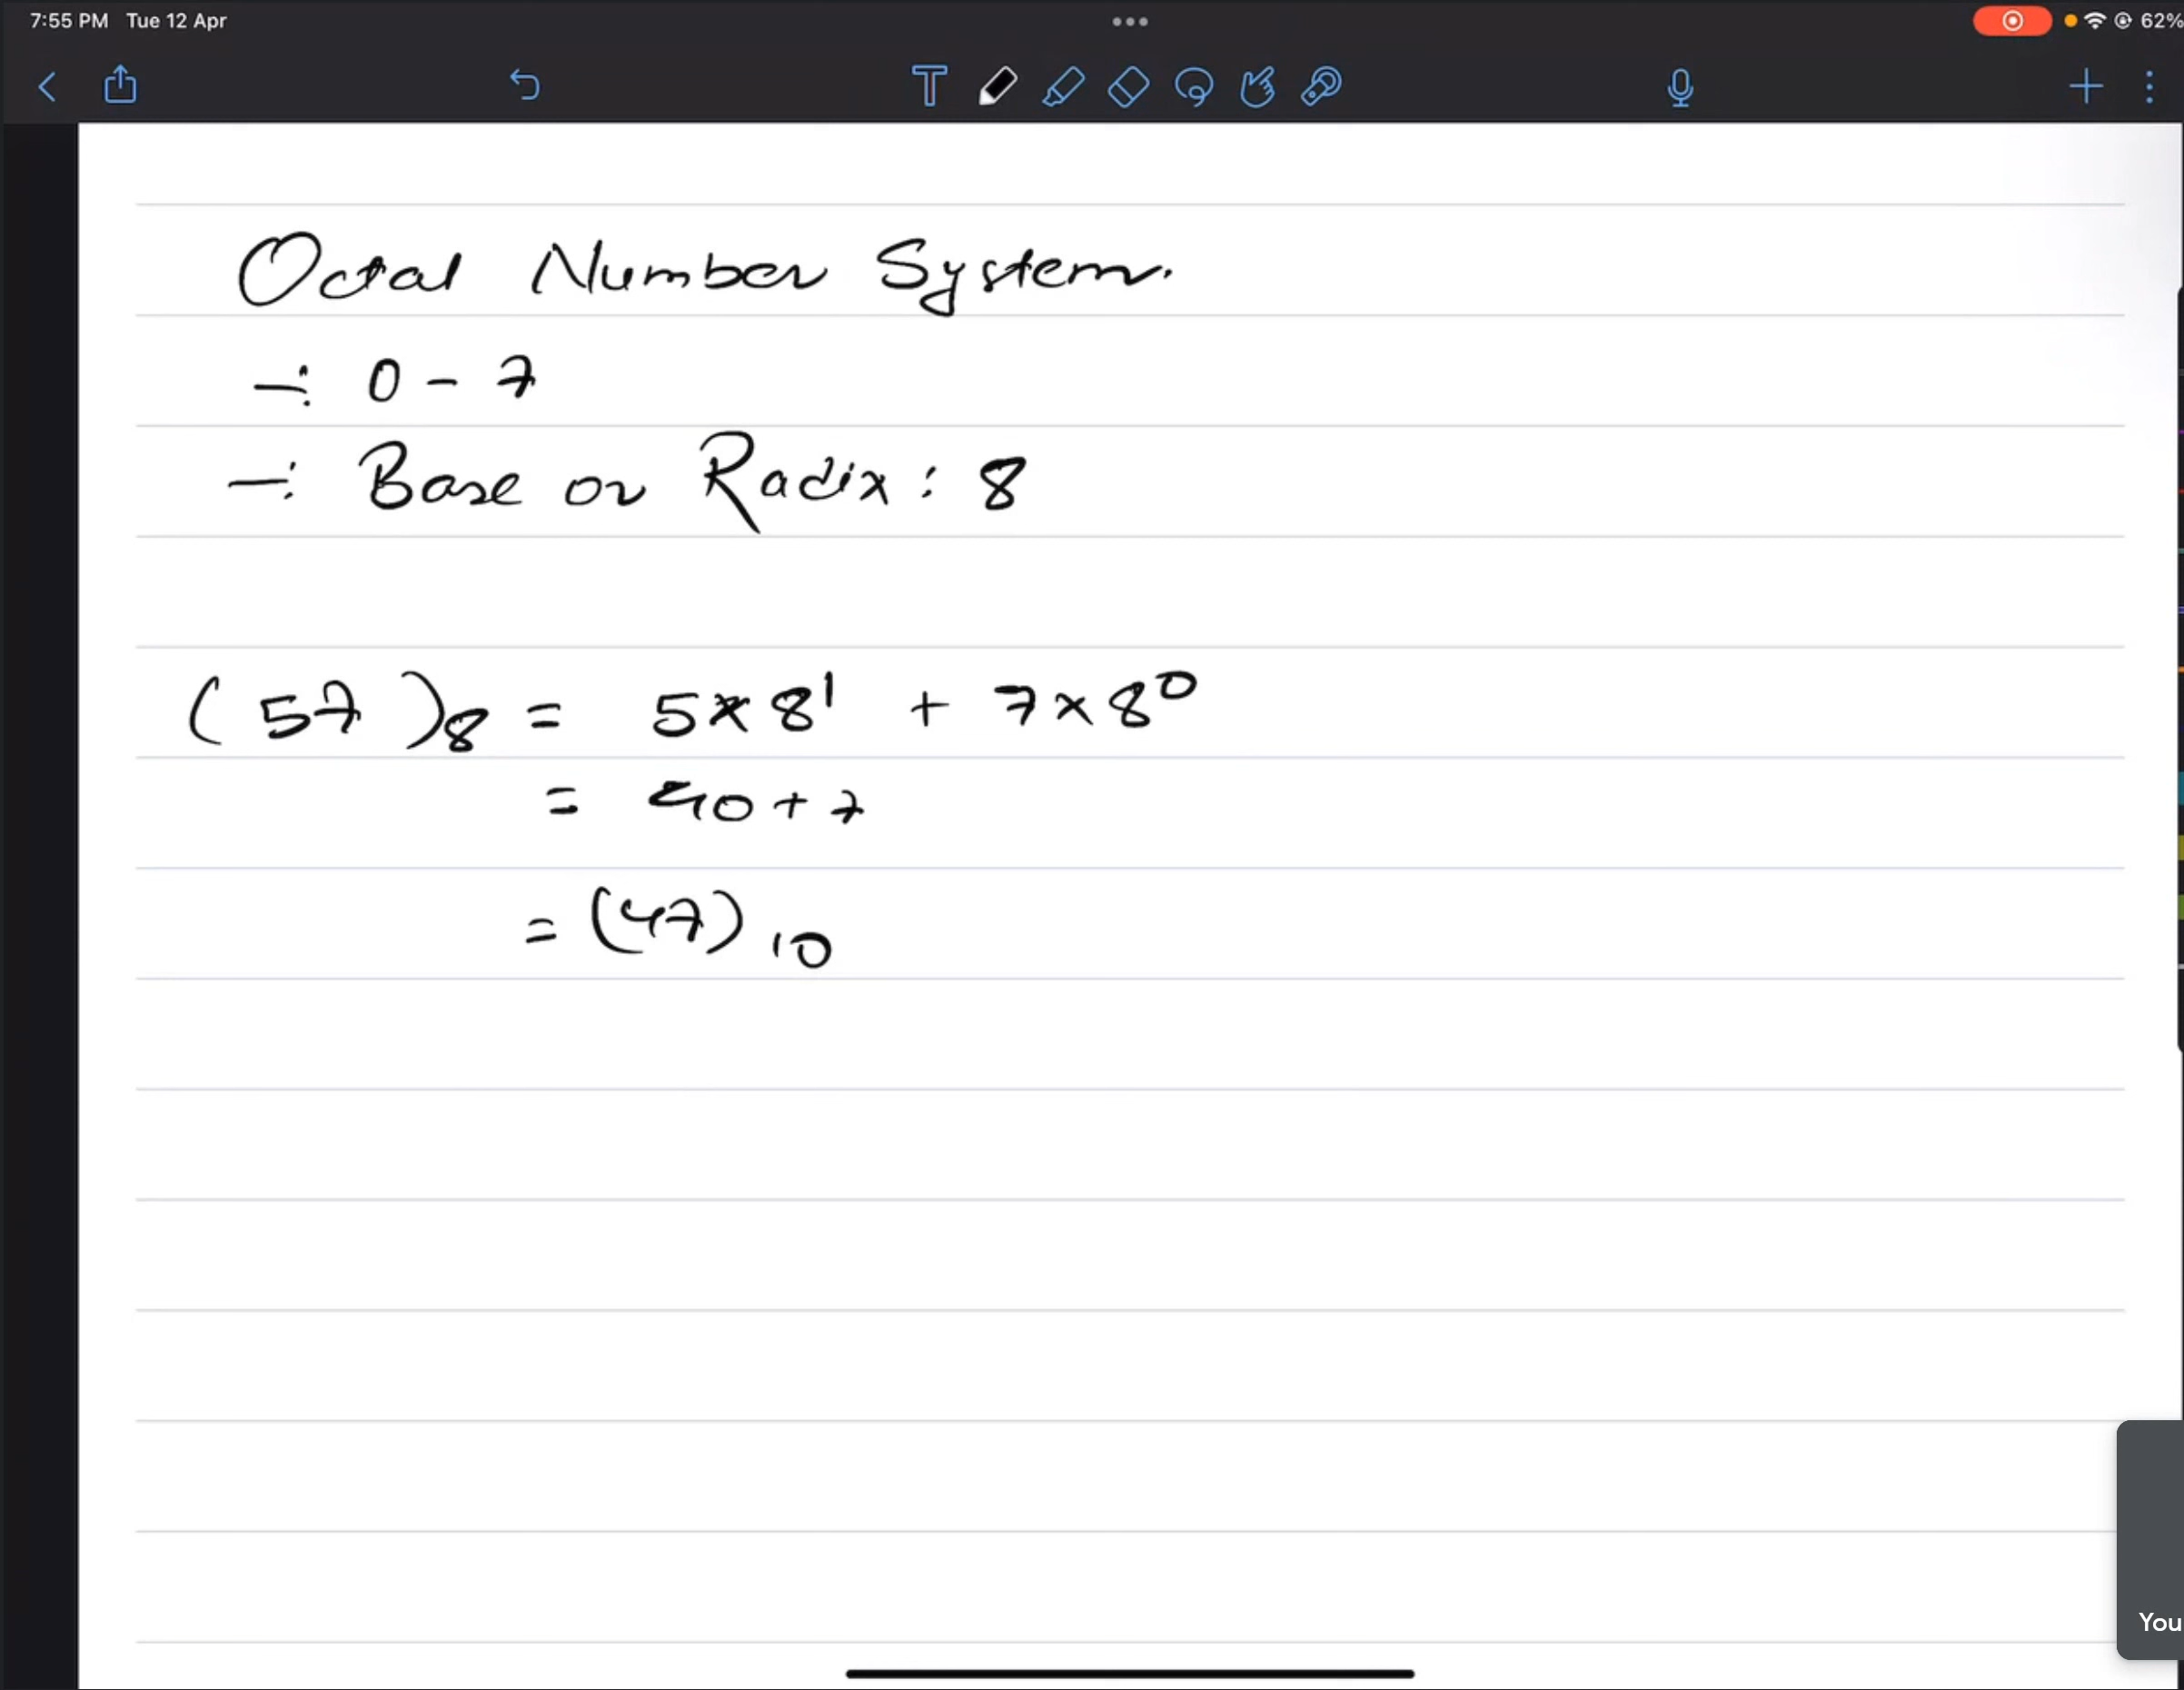 7:55 PM Tue 12 Apr
62%
Octal Number System.
–: 0 - 7
–: Base or Radix : 8
(57)₈ = 5×8¹ + 7×8⁰
= 40+7
= (47)₁₀
You